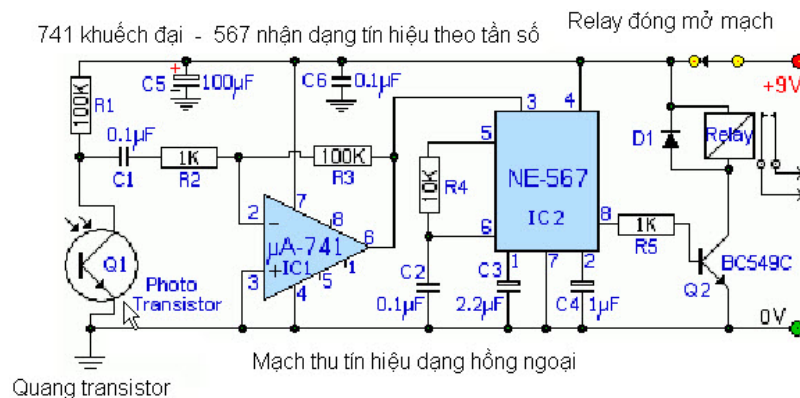 741 khuếch đại - 567 nhận dạng tín hiệu theo tần số
Relay đóng mở mạch
100K
R1
C5
+
100µF
C6
0.1µF
+9V
0.1µF
C1
1K
R2
100K
R3
3
4
5
10K
R4
NE-567
IC2
D1
Relay
2
7
8
µA-741
6
IC1
3
+
-
4
5
1
6
8
1K
R5
1
7
2
Q1
Photo
Transistor
C2
0.1µF
C3
2.2µF
C4
1µF
BC549C
Q2
0V
Mạch thu tín hiệu dạng hồng ngoại
Quang transistor